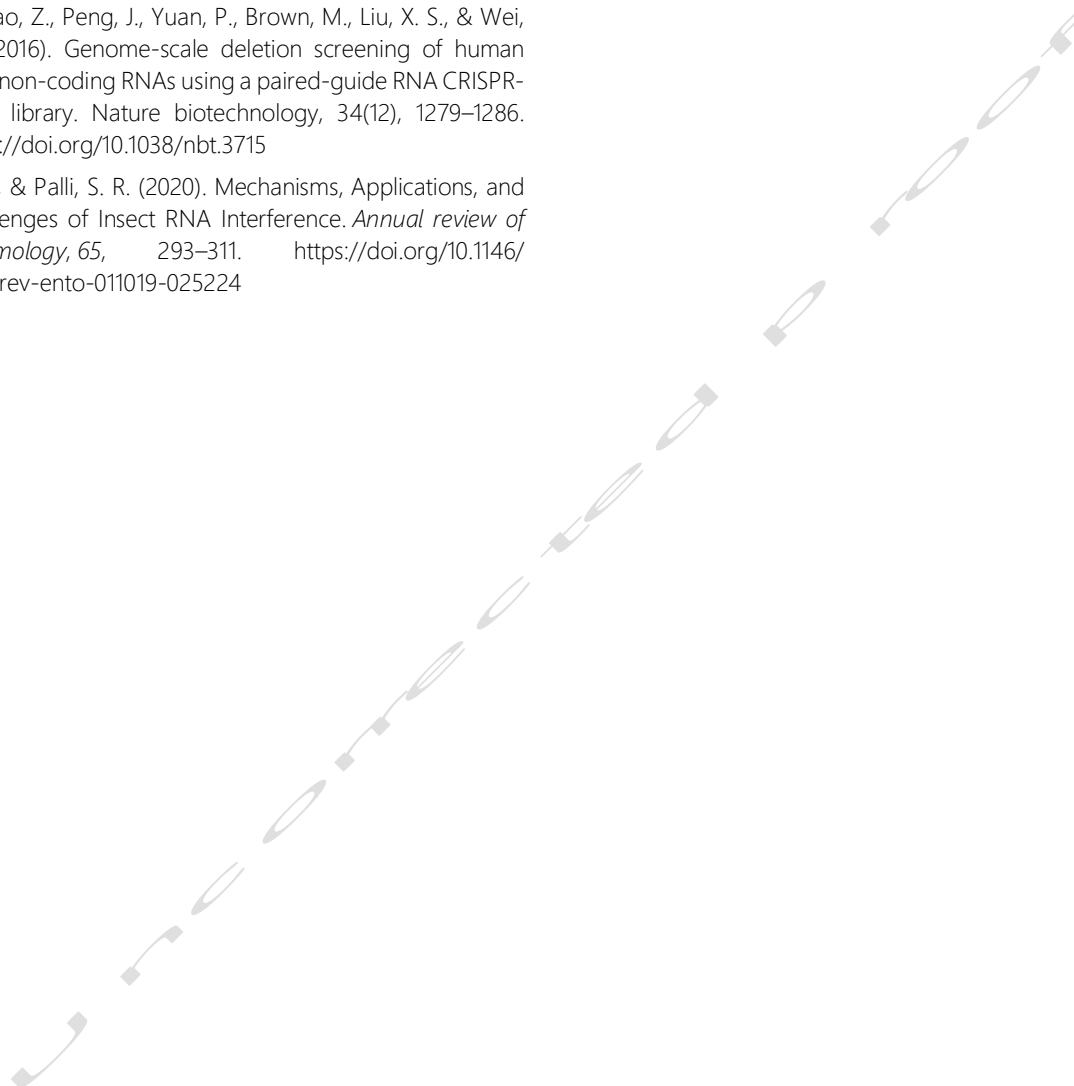 ao, Z., Peng, J., Yuan, P., Brown, M., Liu, X. S., & Wei,
2016). Genome-scale deletion screening of human
non-coding RNAs using a paired-guide RNA CRISPR-
library. Nature biotechnology, 34(12), 1279–1286.
://doi.org/10.1038/nbt.3715
, & Palli, S. R. (2020). Mechanisms, Applications, and
enges of Insect RNA Interference. Annual review of
mology, 65, 293–311. https://doi.org/10.1146/
rev-ento-011019-025224